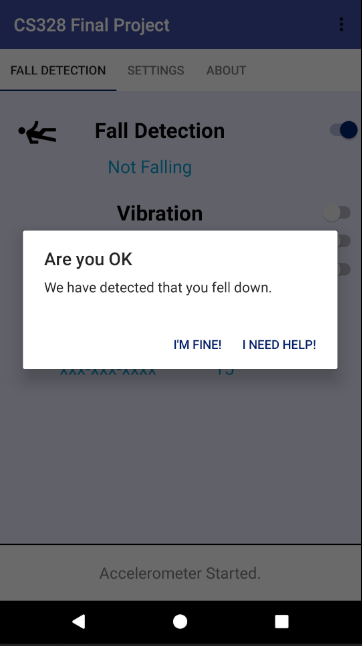 CS328 Final Project
FALL DETECTION SETTINGS ABOUT
Fall Detection
Not Falling
Vibration
Are you OK
We have detected that you fell down.
I'M FINE! I NEED HELP!
xxx-xxx-xxxx 15
Accelerometer Started.